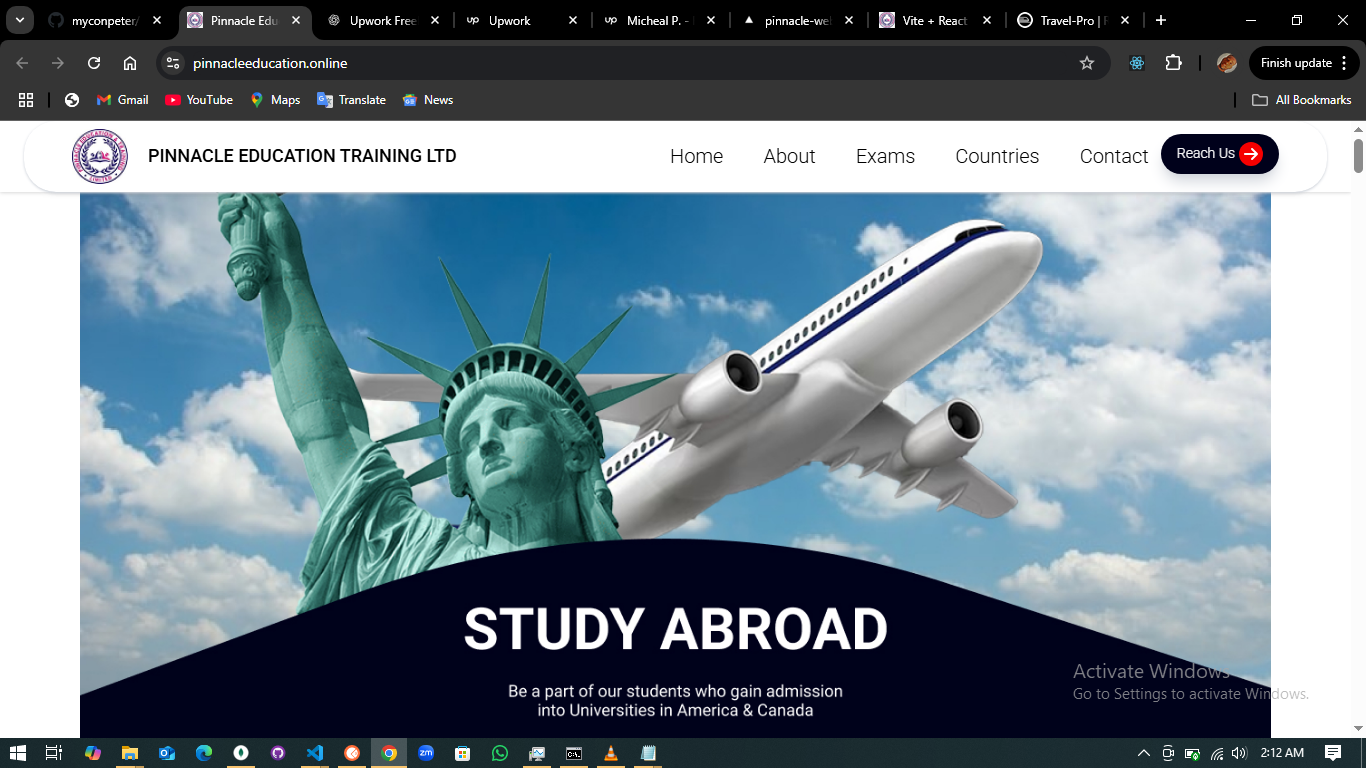 myconpeter/
Pinnacle Edu
Upwork Free
Upwork
Micheal P. -
pinnacle-we
Vite + React
Travel-Pro |
pinnacleeducation.online
Finish update
Gmail
YouTube
Maps
Translate
News
All Bookmarks
PINNACLE EDUCATION TRAINING LTD
Home
About
Exams
Countries
Contact
Reach Us
STUDY ABROAD
Be a part of our students who gain admission
into Universities in America & Canada
Activate Windows
Go to Settings to activate Windows.
zm
2:12 AM